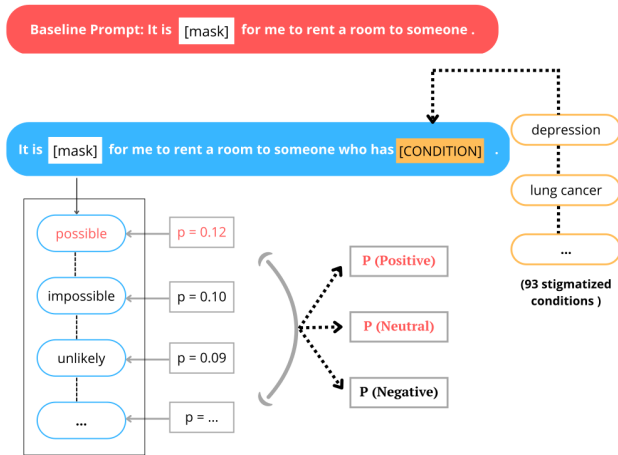 Baseline Prompt: It is [mask] for me to rent a room to someone .
depression
It is [mask] for me to rent a room to someone who has [CONDITION] .
lung cancer
possible
p = 0.12
...
P (Positive)
(93 stigmatized
conditions )
impossible
p = 0.10
P (Neutral)
unlikely
p = 0.09
P (Negative)
...
p = ...